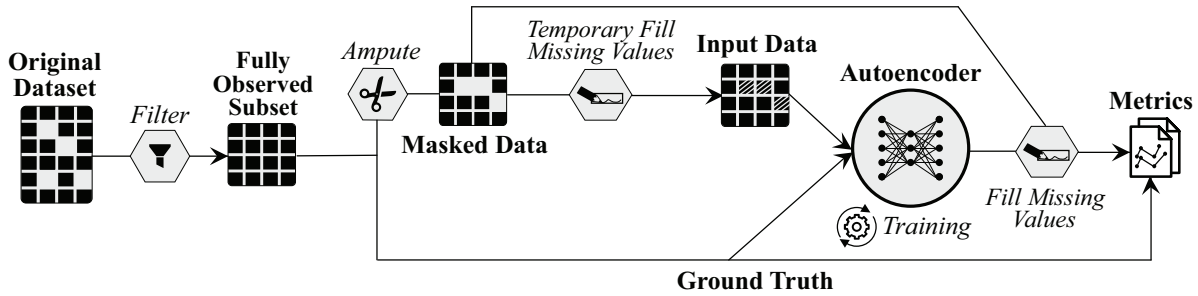 Original
Dataset
Filter
Fully
Observed
Subset
Ampute
Masked Data
Temporary Fill
Missing Values
Input Data
Autoencoder
Training
Fill Missing
Values
Metrics
Ground Truth